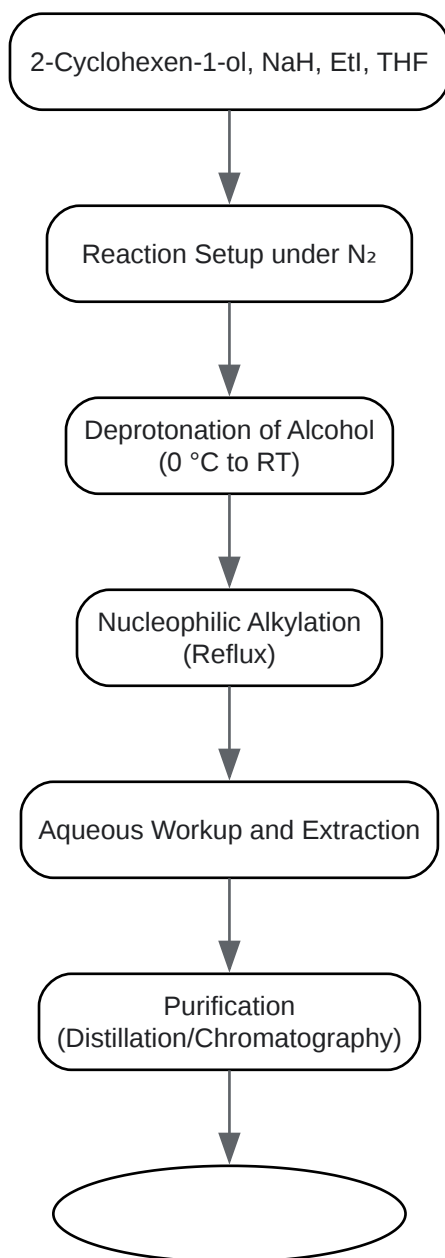 2-Cyclohexen-1-ol, NaH, EtI, THF
Reaction Setup under N₂
Deprotonation of Alcohol
(0 °C to RT)
Nucleophilic Alkylation
(Reflux)
Aqueous Workup and Extraction
Purification
(Distillation/Chromatography)